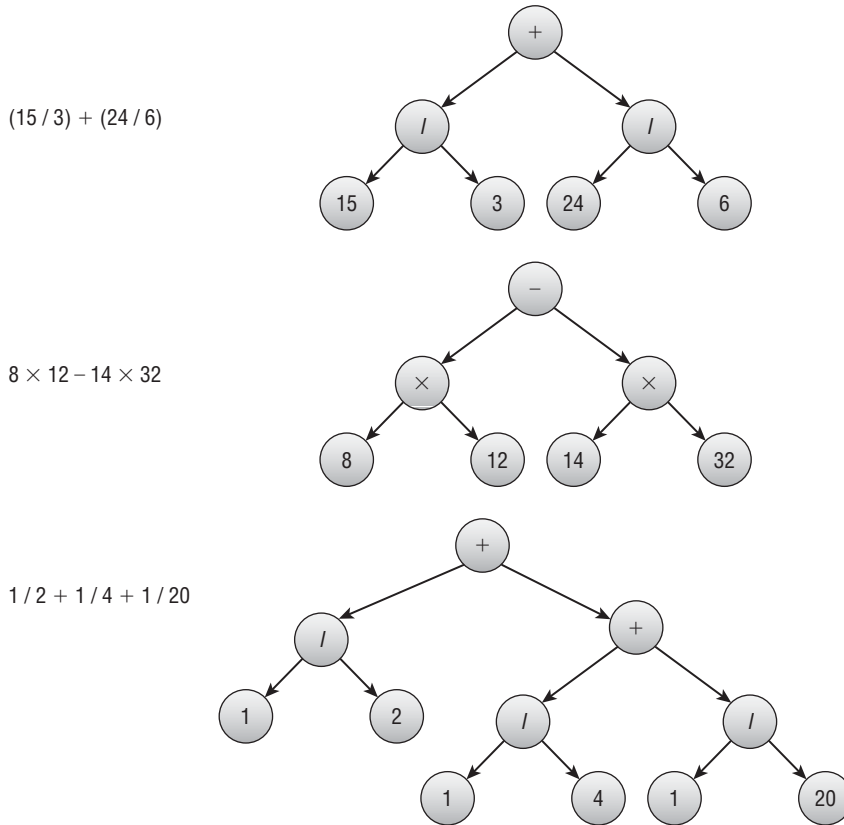 +
(15 / 3) + (24 / 6)
/ /
15 3 24 6
−
8 × 12 – 14 × 32
× ×
8 12 14 32
+
1 / 2 + 1 / 4 + 1 / 20
/ +
1 2 / /
1 4 1 20